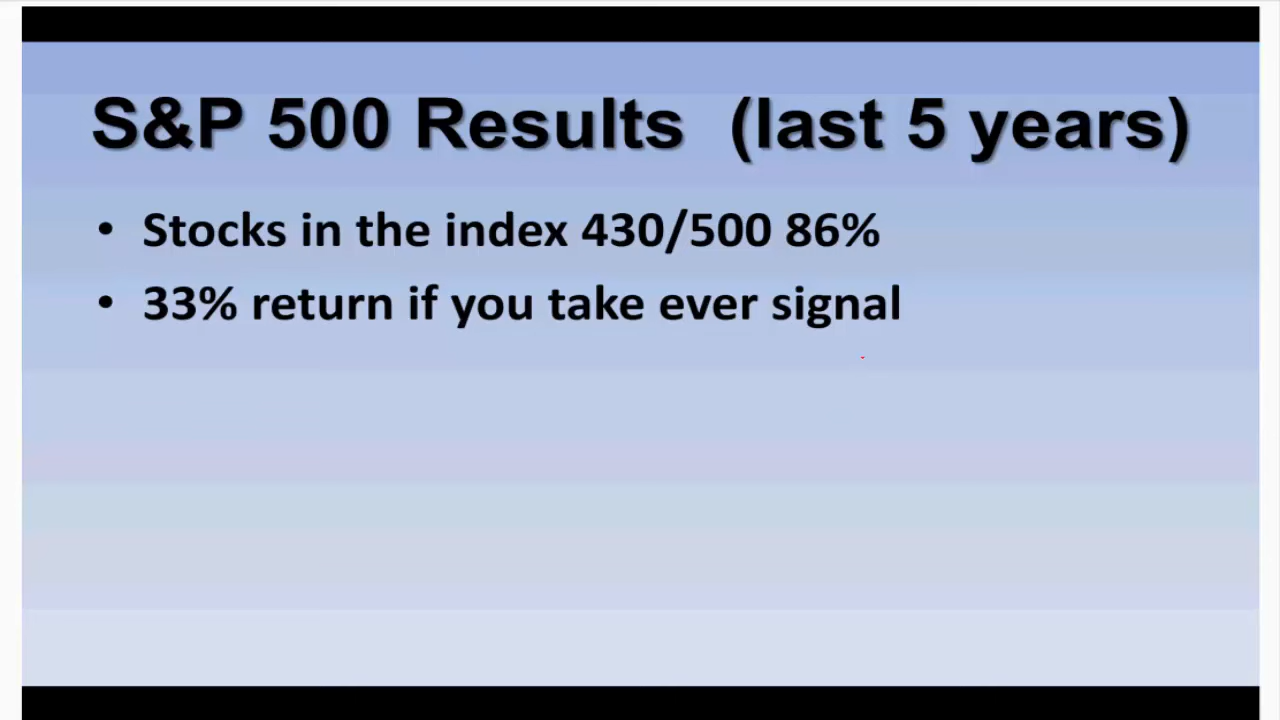 S&P 500 Results (last 5 years)
• Stocks in the index 430/500 86%
• 33% return if you take ever signal